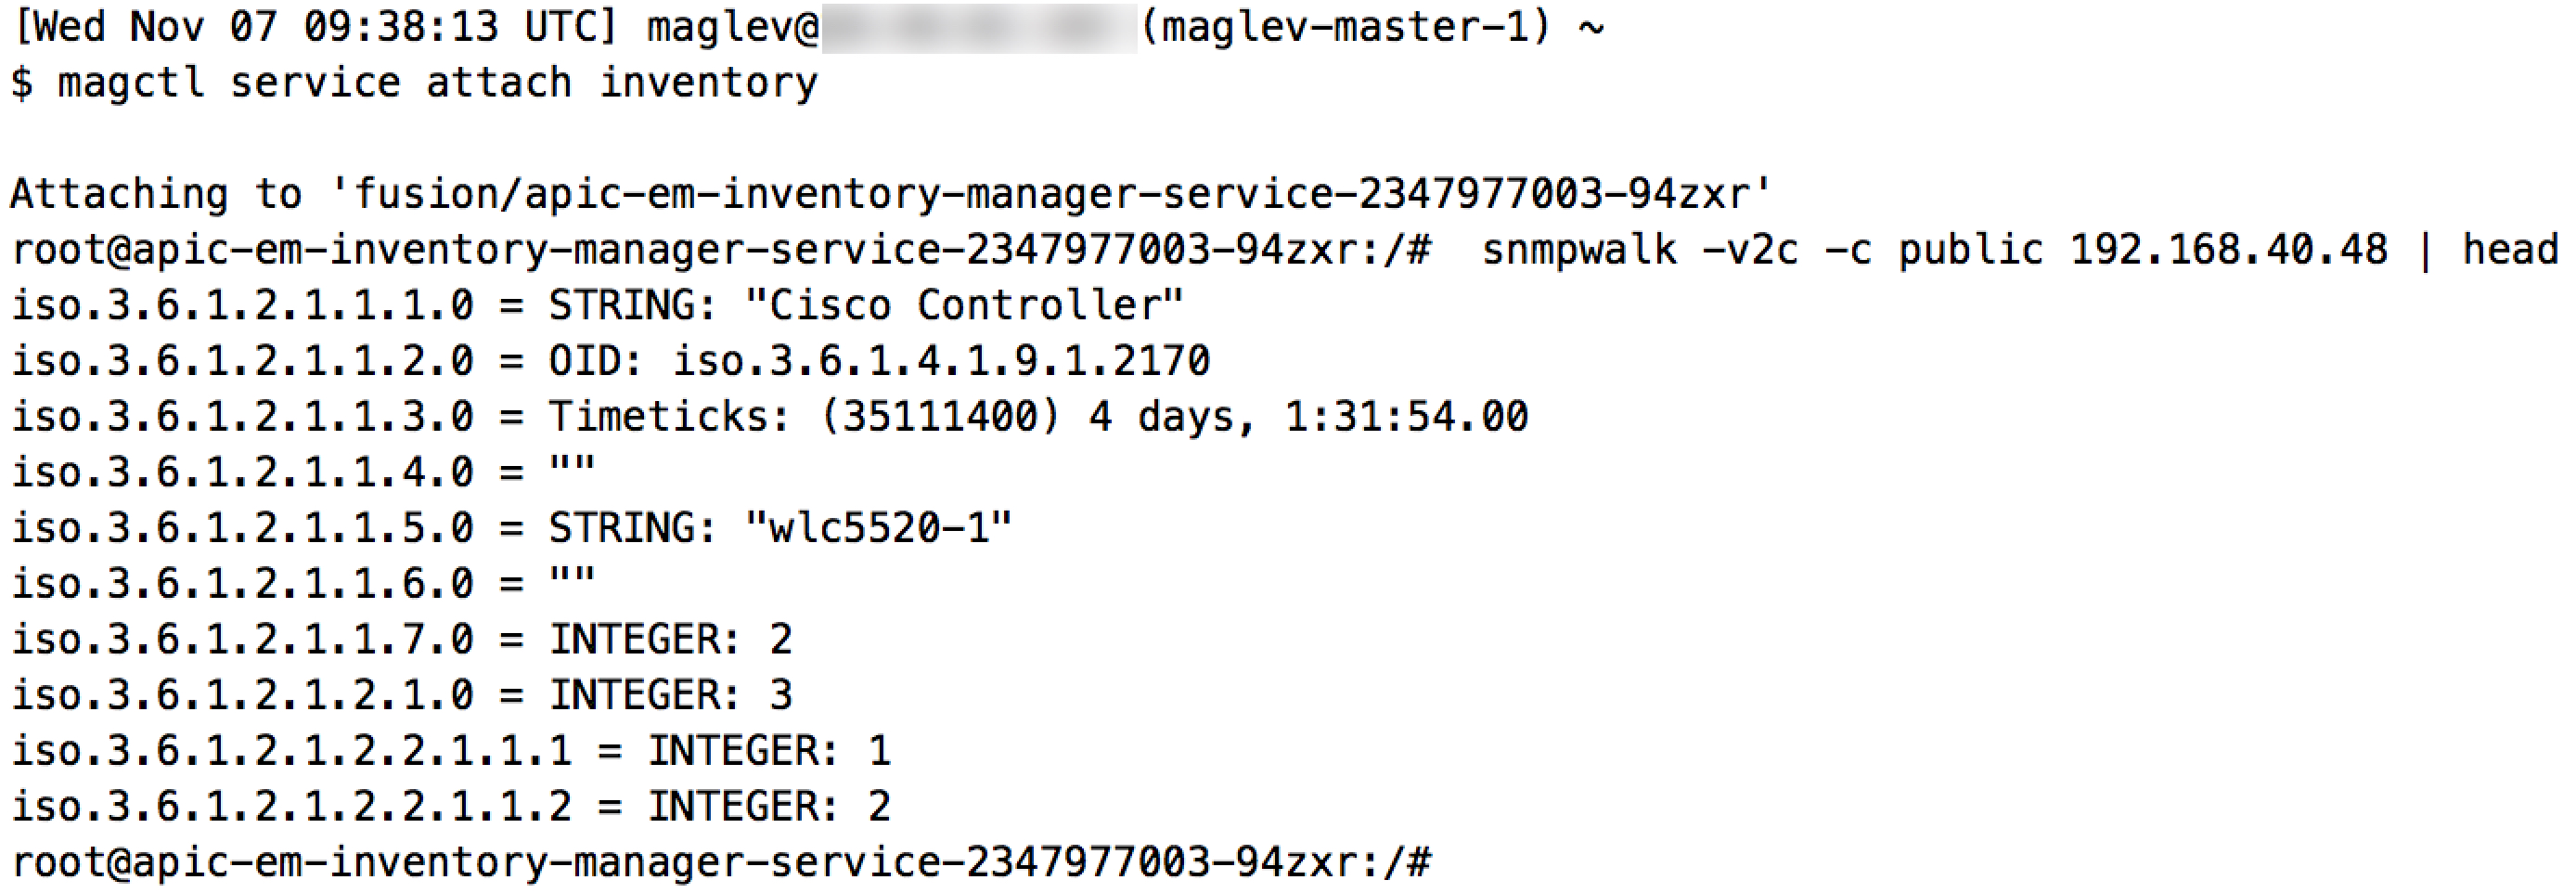 [Wed Nov 07 09:38:13 UTC] maglev@ (maglev-master-1) ~
$ magctl service attach inventory
Attaching to 'fusion/apic-em-inventory-manager-service-2347977003-94zxr'
root@apic-em-inventory-manager-service-2347977003-94zxr:/#  snmpwalk -v2c -c public 192.168.40.48 | head
iso.3.6.1.2.1.1.1.0 = STRING: "Cisco Controller"
iso.3.6.1.2.1.1.2.0 = OID: iso.3.6.1.4.1.9.1.2170
iso.3.6.1.2.1.1.3.0 = Timeticks: (35111400) 4 days, 1:31:54.00
iso.3.6.1.2.1.1.4.0 = ""
iso.3.6.1.2.1.1.5.0 = STRING: "wlc5520-1"
iso.3.6.1.2.1.1.6.0 = ""
iso.3.6.1.2.1.1.7.0 = INTEGER: 2
iso.3.6.1.2.1.2.1.0 = INTEGER: 3
iso.3.6.1.2.1.2.2.1.1.1 = INTEGER: 1
iso.3.6.1.2.1.2.2.1.1.2 = INTEGER: 2
root@apic-em-inventory-manager-service-2347977003-94zxr:/#